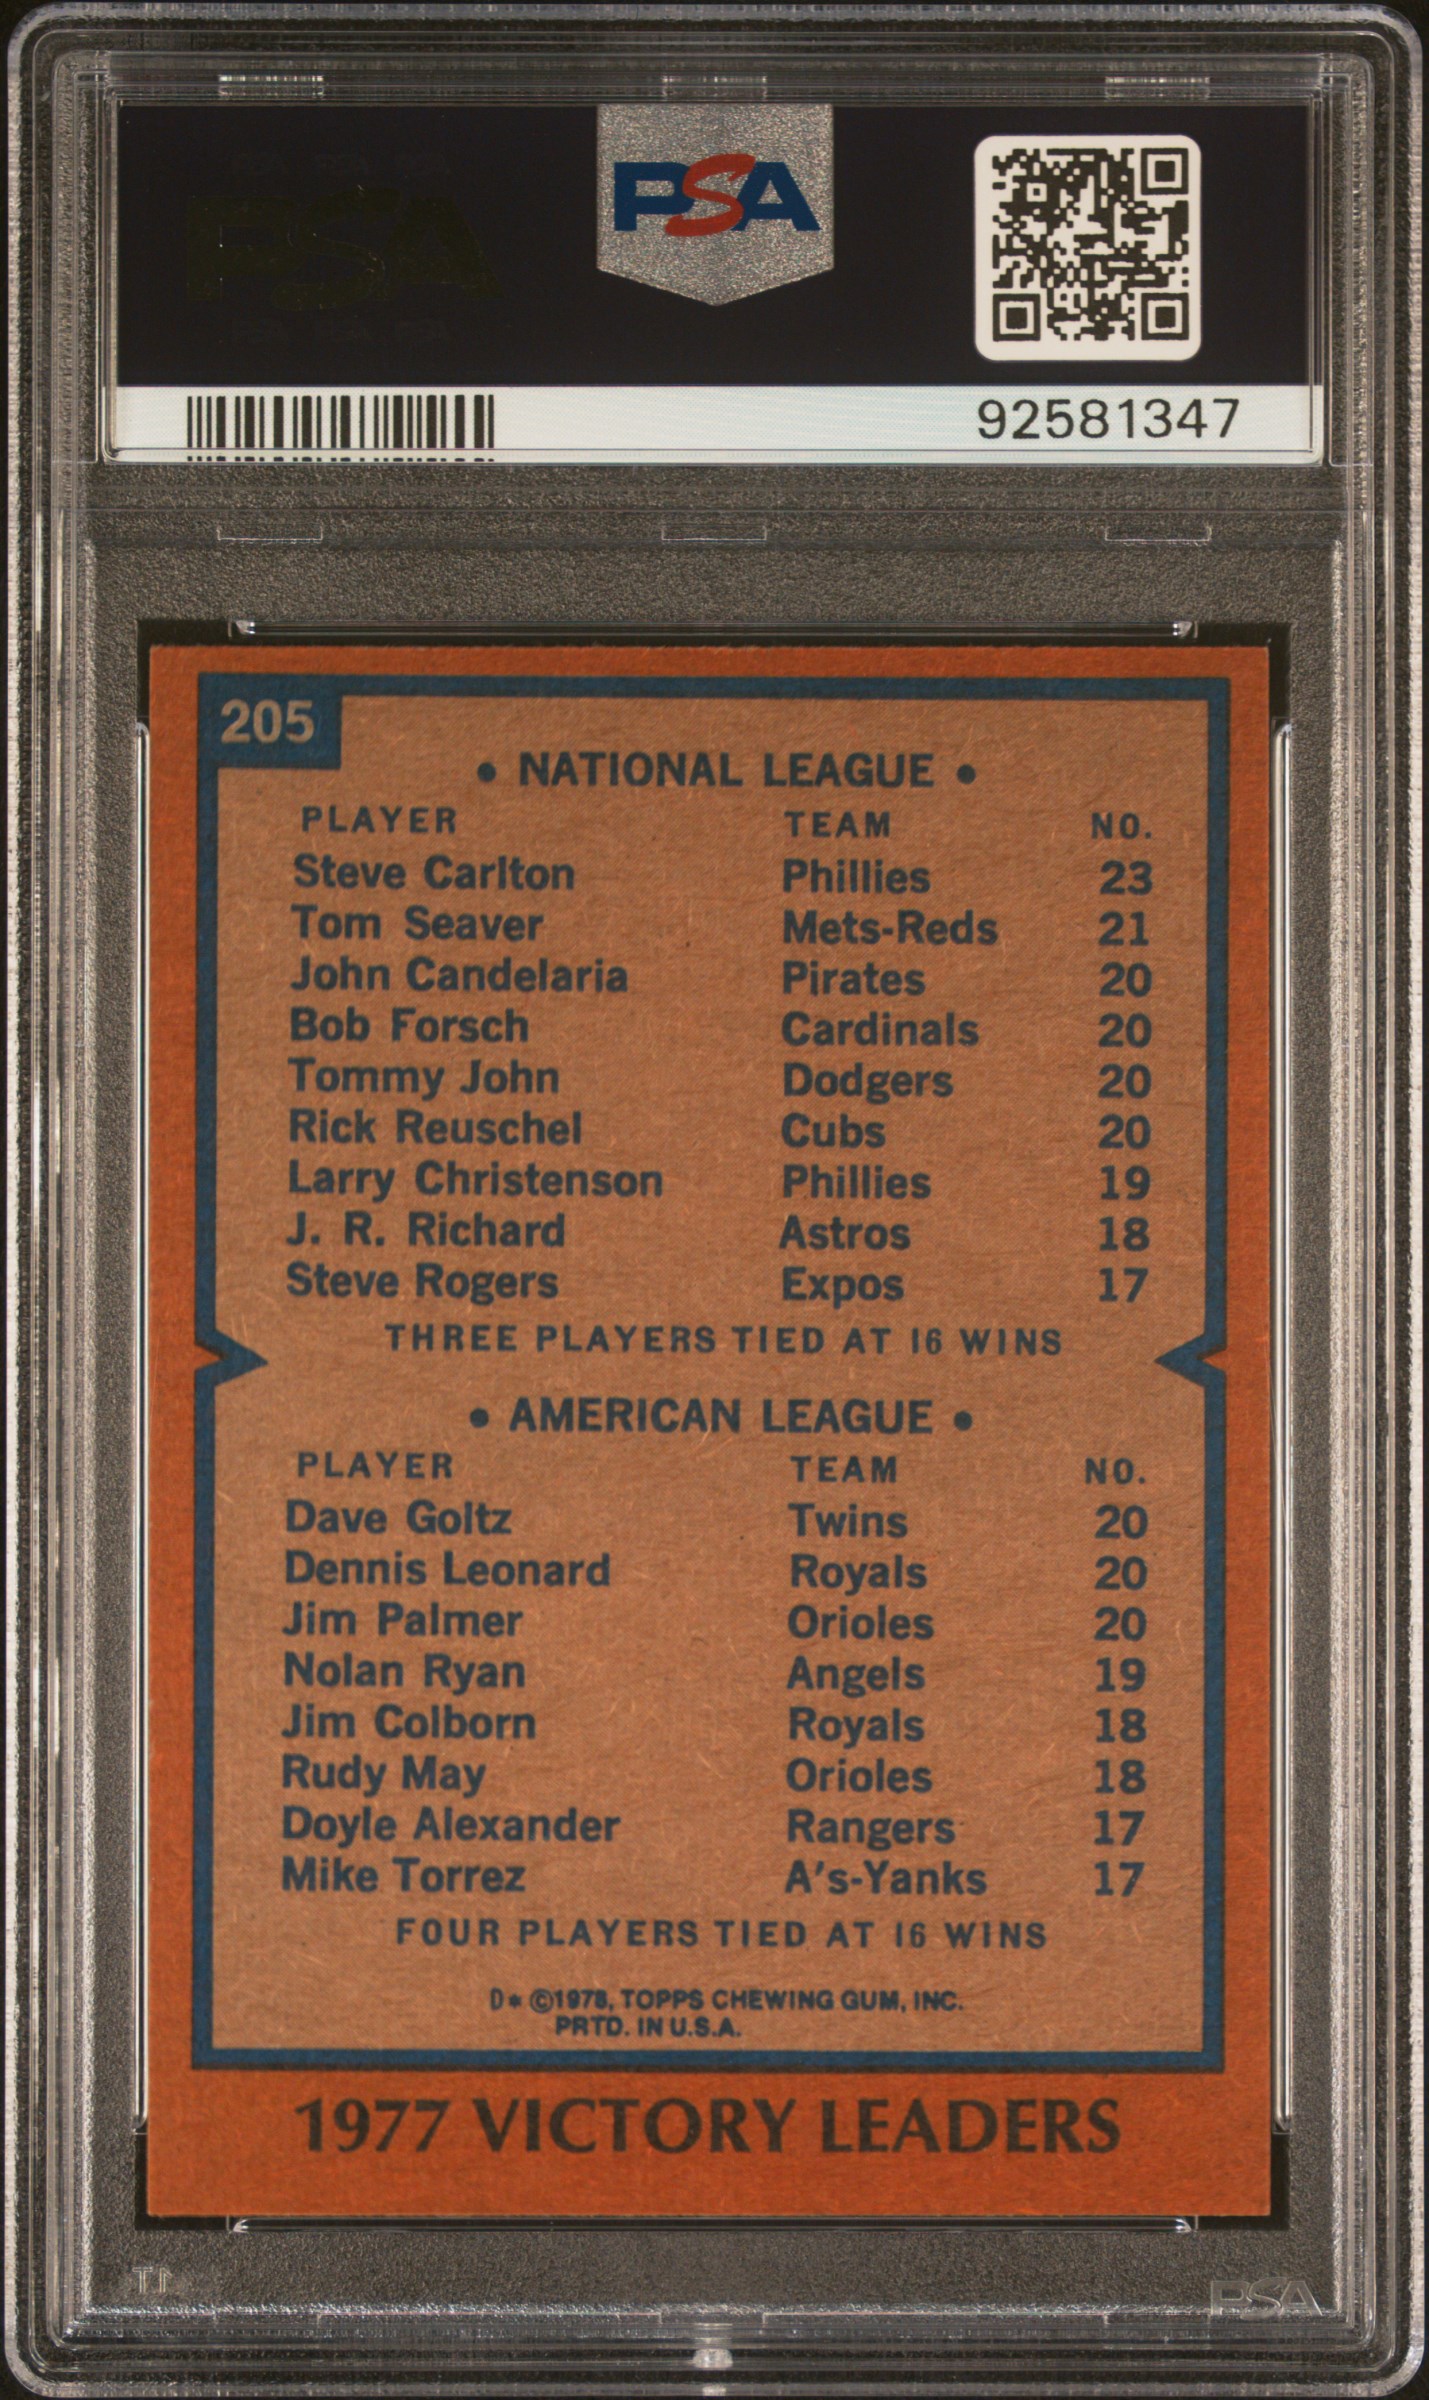 PSA
92581347
205
• NATIONAL LEAGUE •
PLAYER TEAM NO.
Steve Carlton Phillies 23
Tom Seaver Mets-Reds 21
John Candelaria Pirates 20
Bob Forsch Cardinals 20
Tommy John Dodgers 20
Rick Reuschel Cubs 20
Larry Christenson Phillies 19
J. R. Richard Astros 18
Steve Rogers Expos 17
THREE PLAYERS TIED AT 16 WINS
• AMERICAN LEAGUE •
PLAYER TEAM NO.
Dave Goltz Twins 20
Dennis Leonard Royals 20
Jim Palmer Orioles 20
Nolan Ryan Angels 19
Jim Colborn Royals 18
Rudy May Orioles 18
Doyle Alexander Rangers 17
Mike Torrez A's-Yanks 17
FOUR PLAYERS TIED AT 16 WINS
D* ©1978, TOPPS CHEWING GUM, INC.
PRTD. IN U.S.A.
1977 VICTORY LEADERS
PSA